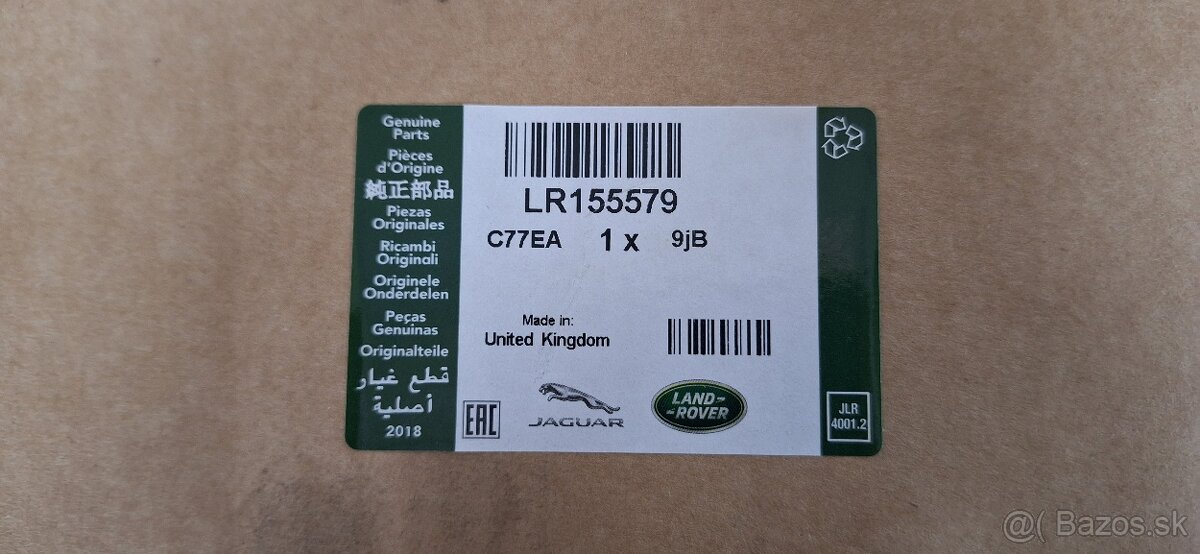 Genuine
Parts
Pièces
d'Origine
純正部品
Piezas
Originales
Ricambi
Originali
Originele
Onderdelen
Peças
Genuinas
Originalteile
قطع غيار
أصلية
2018
LR155579
C77EA 1 x 9jB
Made in:
United Kingdom
EAC
JAGUAR
LAND
ROVER
JLR
4001.2
@( Bazos.sk